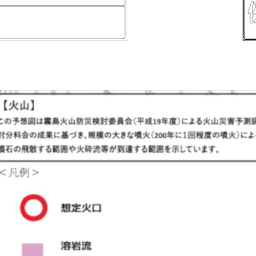 【火山】
この予想図は霧島火山防災検討委員会（平成19年度）による火山災害予測図
討分科会の成果に基づき、規模の大きな噴火（200年に1回程度の噴火）によ
噴石の飛散する範囲や火砕流等が到達する範囲を示しています。
＜凡例＞
想定火口
溶岩流